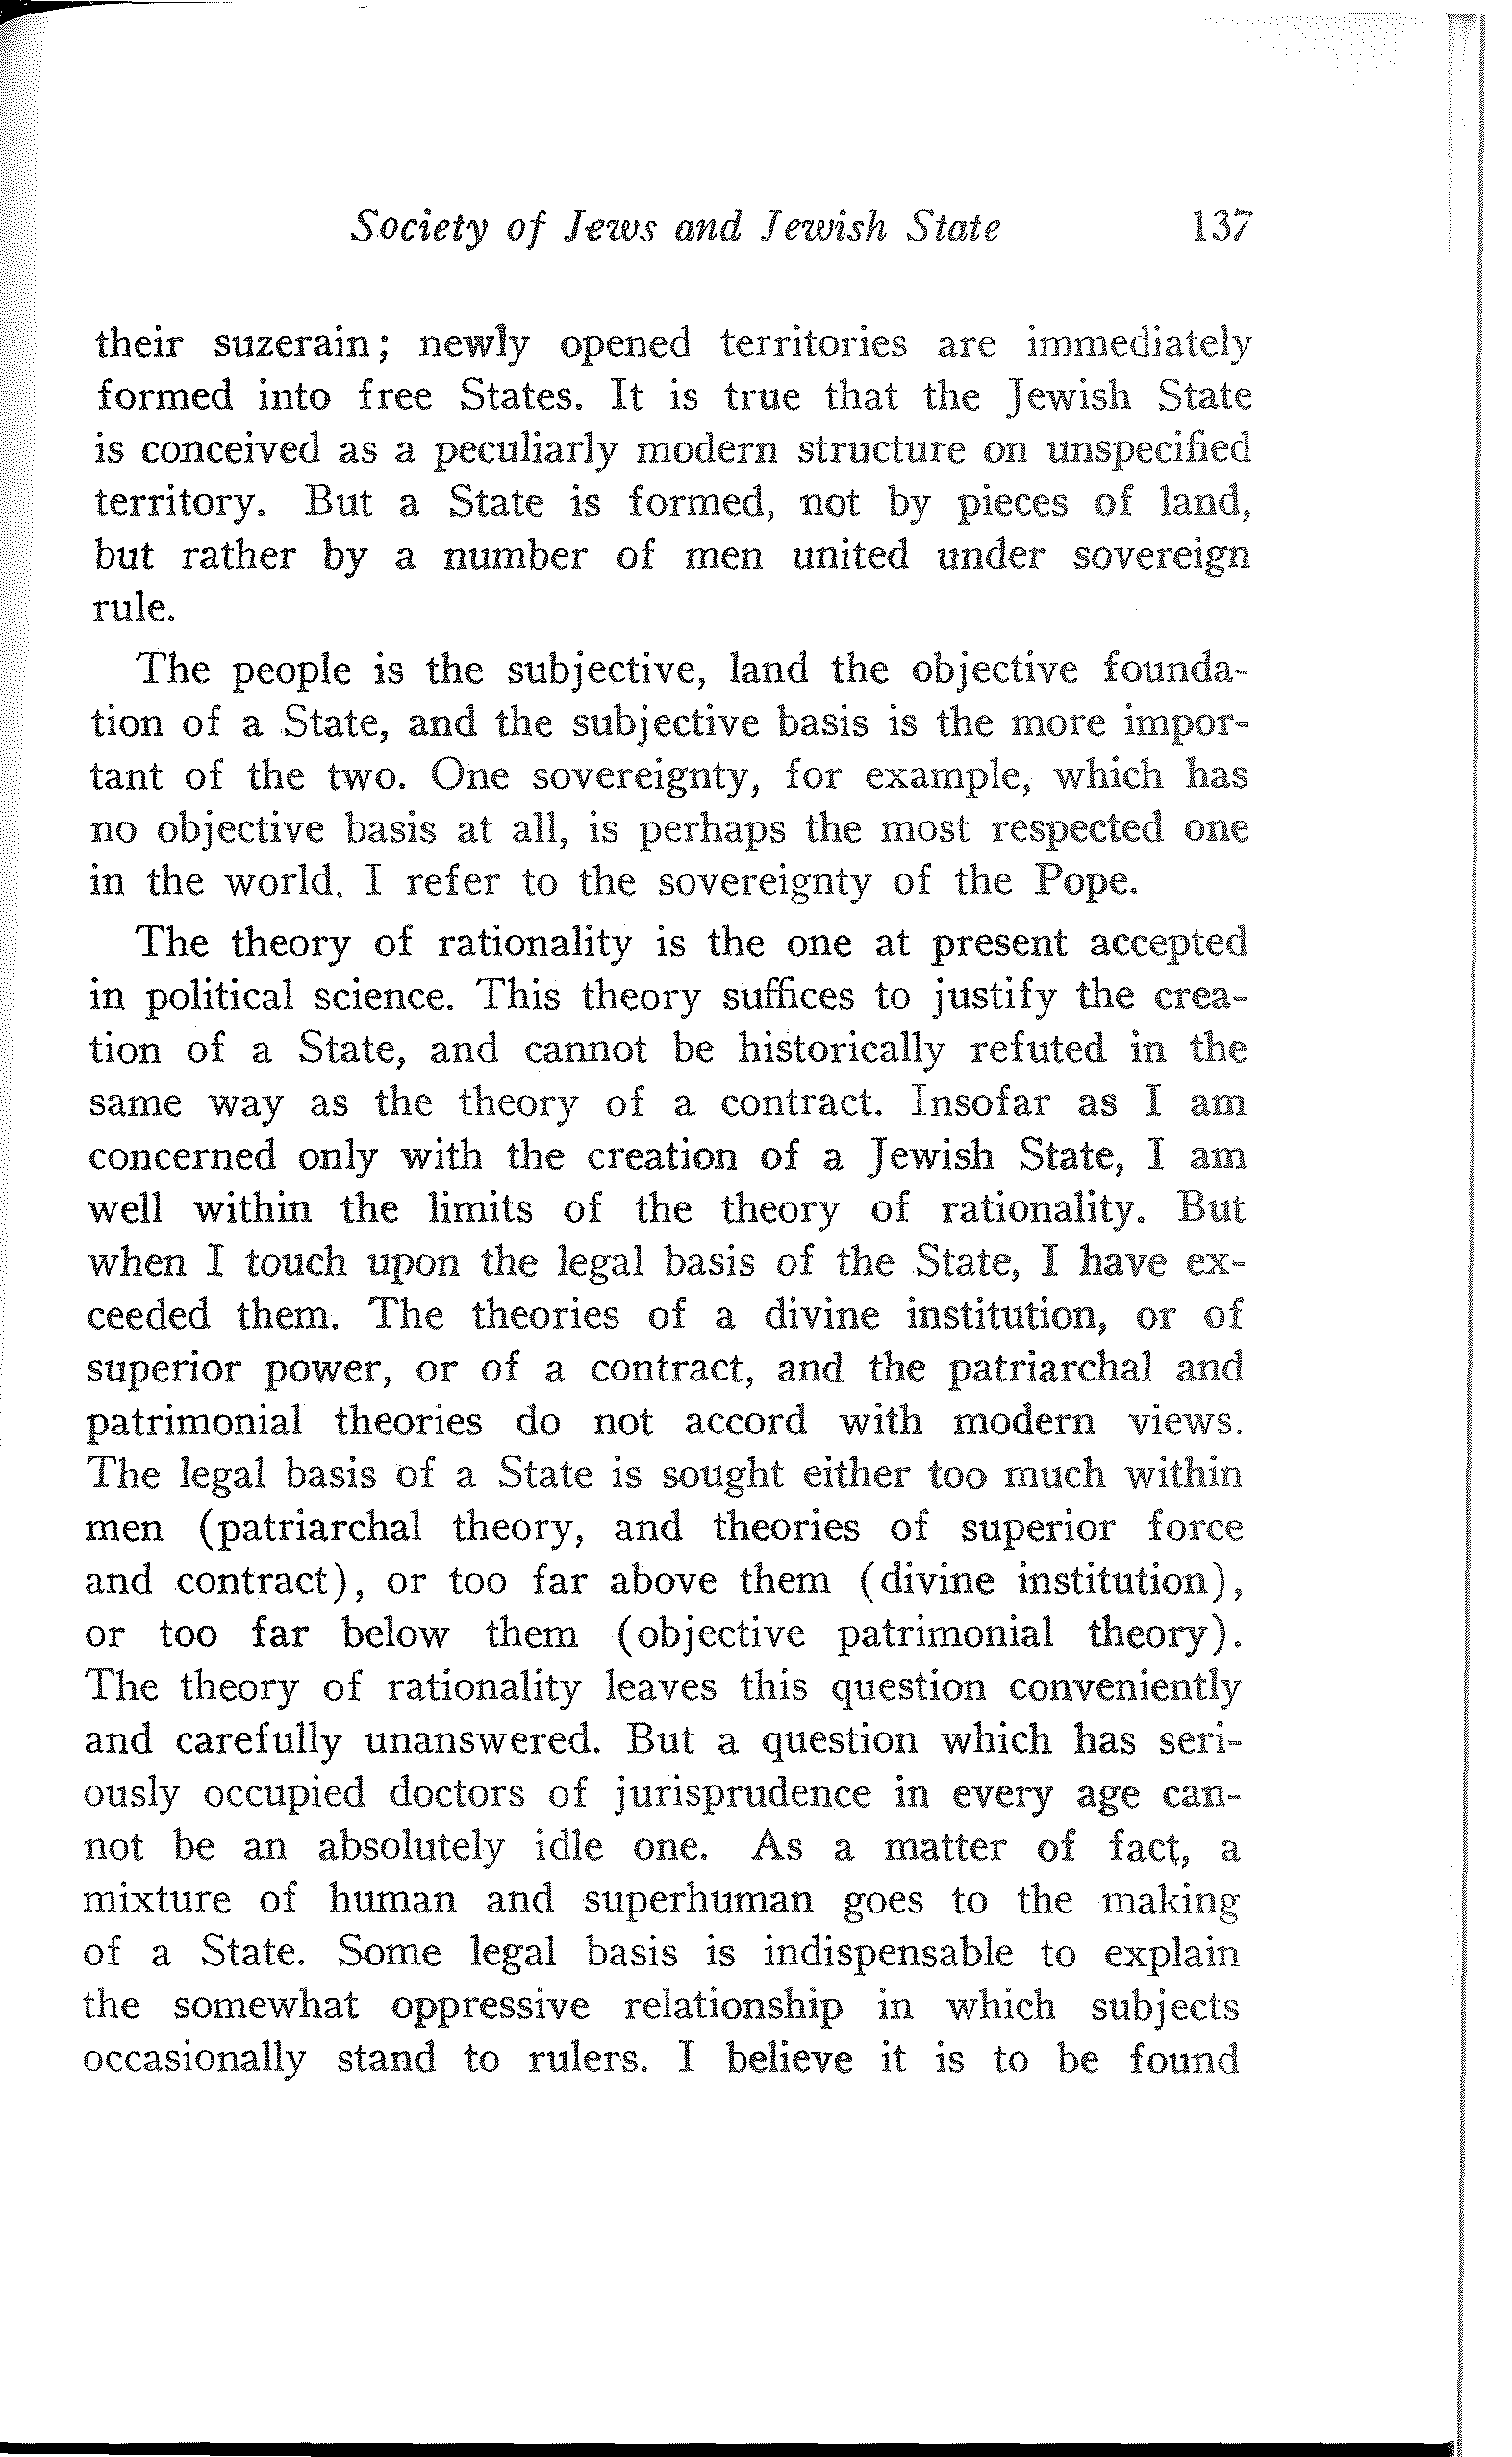 Society of Jews and Jewish State 137
their suzerain; newly opened territories are immediately
formed into free States. It is true that the Jewish State
is conceived as a peculiarly modern structure on unspecified
territory. But a State is formed, not by pieces of land,
but rather by a number of men united under sovereign
rule.
The people is the subjective, land the objective founda-
tion of a State, and the subjective basis is the more impor-
tant of the two. One sovereignty, for example, which has
no objective basis at all, is perhaps the most respected one
in the world. I refer to the sovereignty of the Pope.
The theory of rationality is the one at present accepted
in political science. This theory suffices to justify the crea-
tion of a State, and cannot be historically refuted in the
same way as the theory of a contract. Insofar as I am
concerned only with the creation of a Jewish State, I am
well within the limits of the theory of rationality. But
when I touch upon the legal basis of the State, I have ex-
ceeded them. The theories of a divine institution, or of
superior power, or of a contract, and the patriarchal and
patrimonial theories do not accord with modern views.
The legal basis of a State is sought either too much within
men (patriarchal theory, and theories of superior force
and contract), or too far above them (divine institution),
or too far below them (objective patrimonial theory).
The theory of rationality leaves this question conveniently
and carefully unanswered. But a question which has seri-
ously occupied doctors of jurisprudence in every age can-
not be an absolutely idle one. As a matter of fact, a
mixture of human and superhuman goes to the making
of a State. Some legal basis is indispensable to explain
the somewhat oppressive relationship in which subjects
occasionally stand to rulers. I believe it is to be found